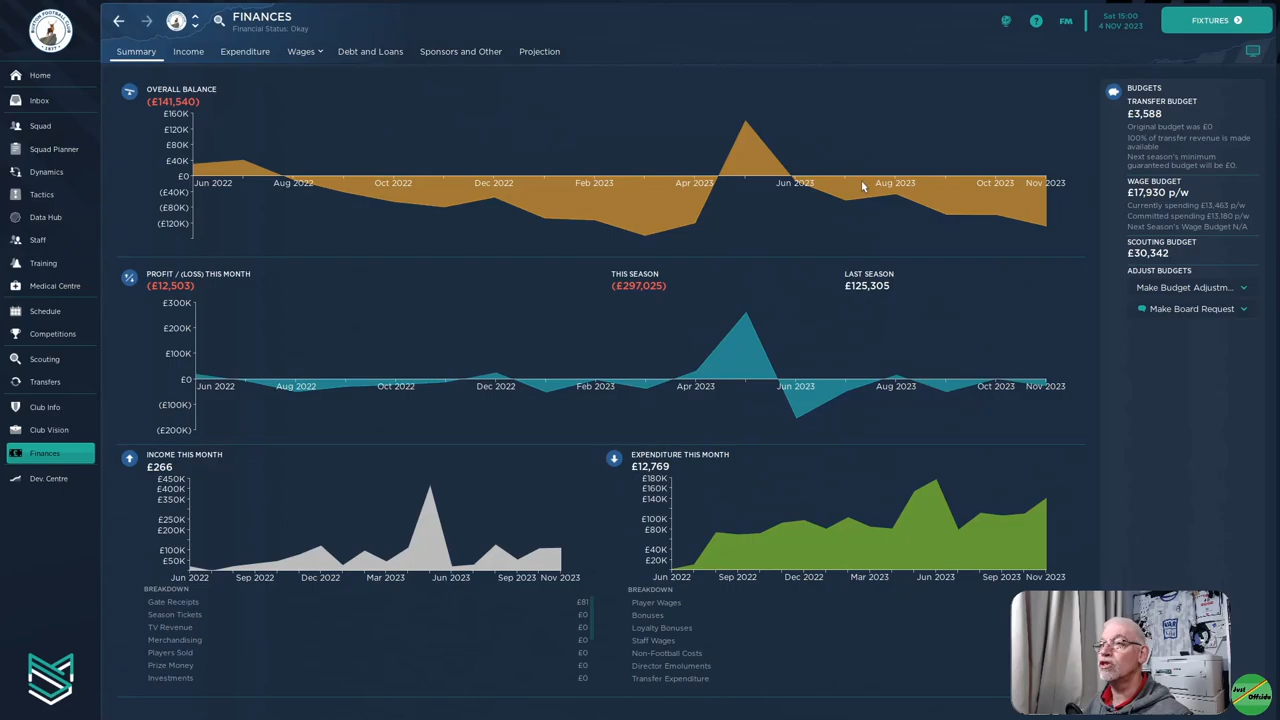 BUXTON FOOTBALL CLUB
1877
FINANCES
Financial Status: Okay
FM
Sat 15:00
4 NOV 2023
FIXTURES
Summary
Income
Expenditure
Wages
Debt and Loans
Sponsors and Other
Projection
Home
Inbox
Squad
Squad Planner
Dynamics
Tactics
Data Hub
Staff
Training
Medical Centre
Schedule
Competitions
Scouting
Transfers
Club Info
Club Vision
Finances
Dev. Centre
OVERALL BALANCE
(£141,540)
£160K
£120K
£80K
£40K
£0
(£40K)
(£80K)
(£120K)
Jun 2022
Aug 2022
Oct 2022
Dec 2022
Feb 2023
Apr 2023
Jun 2023
Aug 2023
Oct 2023
Nov 2023
PROFIT / (LOSS) THIS MONTH
(£12,503)
THIS SEASON
(£297,025)
LAST SEASON
£125,305
£300K
£200K
£100K
£0
(£100K)
(£200K)
Jun 2022
Aug 2022
Oct 2022
Dec 2022
Feb 2023
Apr 2023
Jun 2023
Aug 2023
Oct 2023
Nov 2023
INCOME THIS MONTH
£266
£450K
£400K
£350K
£250K
£200K
£100K
£50K
Jun 2022
Sep 2022
Dec 2022
Mar 2023
Jun 2023
Sep 2023
Nov 2023
BREAKDOWN
Gate Receipts £81
Season Tickets £0
TV Revenue £0
Merchandising £0
Players Sold £0
Prize Money £0
Investments £0
EXPENDITURE THIS MONTH
£12,769
£180K
£160K
£140K
£100K
£80K
£40K
£20K
Jun 2022
Sep 2022
Dec 2022
Mar 2023
Jun 2023
Sep 2023
Nov 2023
BREAKDOWN
Player Wages
Bonuses
Loyalty Bonuses
Staff Wages
Non-Football Costs
Director Emoluments
Transfer Expenditure
BUDGETS
TRANSFER BUDGET
£3,588
Original budget was £0
100% of transfer revenue is made
available
Next season's minimum
guaranteed budget will be £0.
WAGE BUDGET
£17,930 p/w
Currently spending £13,463 p/w
Committed spending £13,180 p/w
Next Season's Wage Budget N/A
SCOUTING BUDGET
£30,342
ADJUST BUDGETS
Make Budget Adjustm...
Make Board Request
VAR
Just
Offside